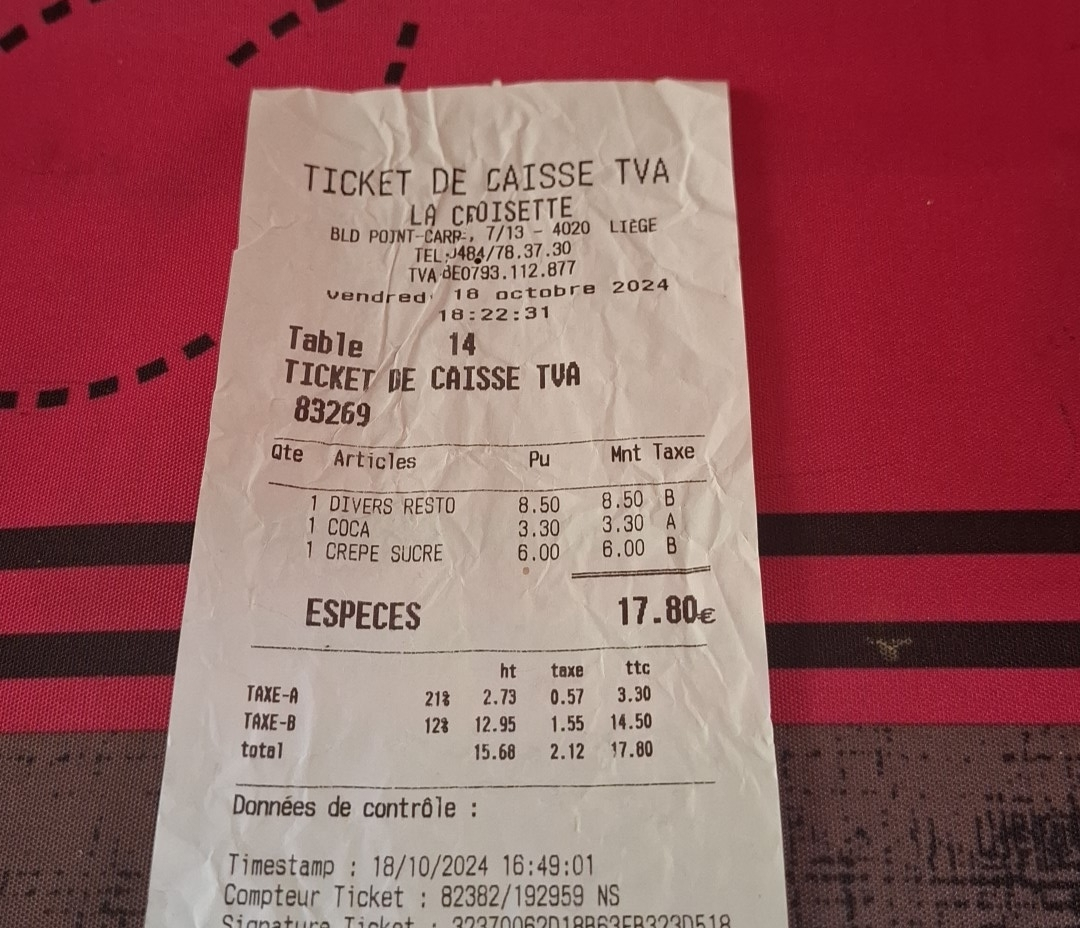 TICKET DE CAISSE TVA
LA CROISETTE
BLD 7/13 - 4020 LIÈGE
TEL 78.37.30
TVA BE0793.112.877
vendredi 18 octobre 2024
18:22:31
Table 14
TICKET DE CAISSE TVA
83269
Qte Articles Pu Mnt Taxe
1 DIVERS RESTO 8.50 8.50 B
1 COCA 3.30 3.30 A
1 CREPE SUCRE 6.00 6.00 B
ESPECES 17.80€
ht taxe ttc
TAXE-A 21% 2.73 0.57 3.30
TAXE-B 12% 12.95 1.55 14.50
total 15.68 2.12 17.80
Données de contrôle :
Timestamp : 18/10/2024 16:49:01
Compteur Ticket : 82382/192959 NS
Signature Ticket :